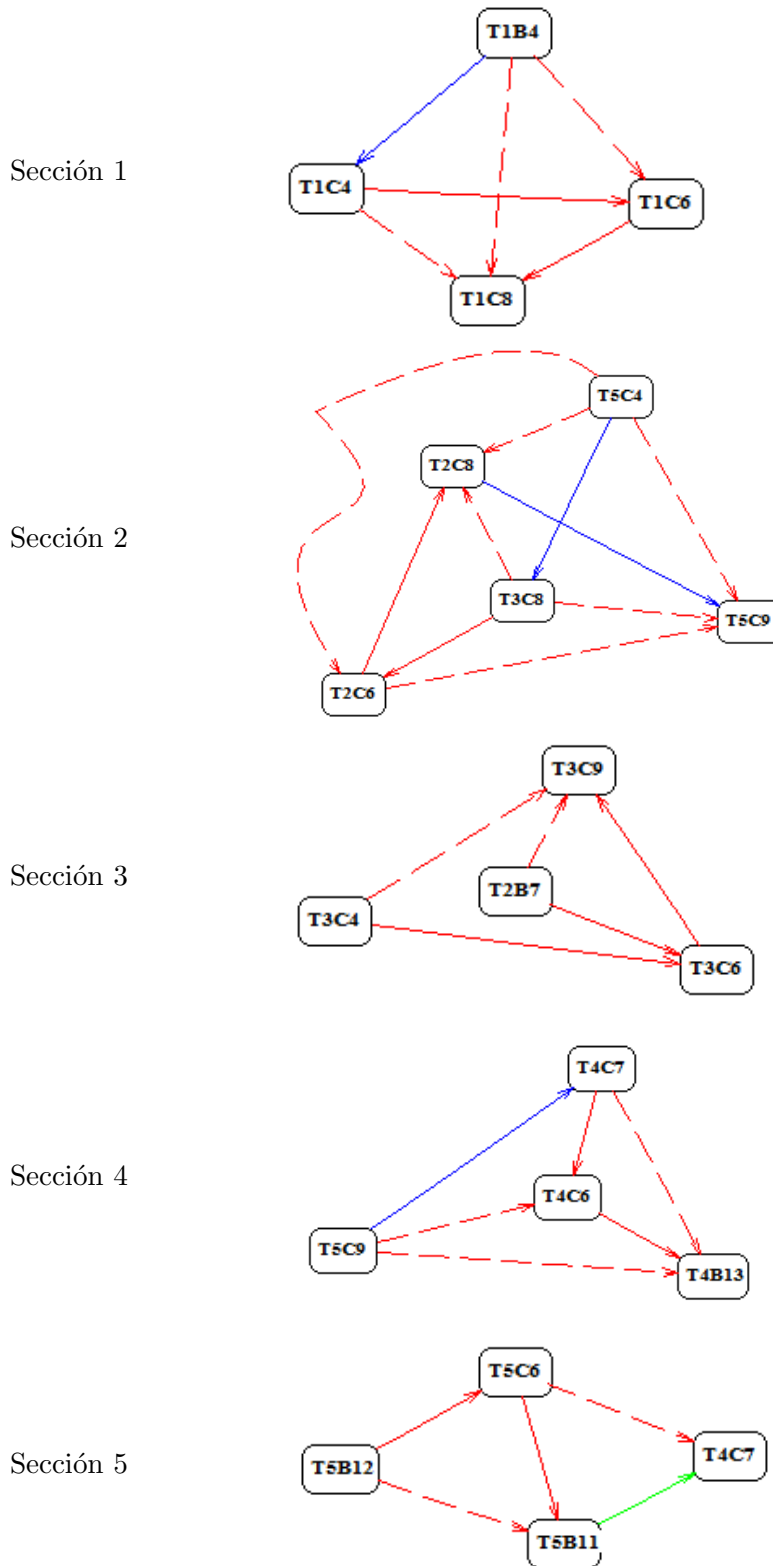 T1B4
Sección 1
T1C4
T1C6
T1C8
T5C4
T2C8
Sección 2
T3C8
T5C9
T2C6
T3C9
Sección 3
T2B7
T3C4
T3C6
T4C7
Sección 4
T4C6
T5C9
T4B13
T5C6
Sección 5
T5B12
T4C7
T5B11